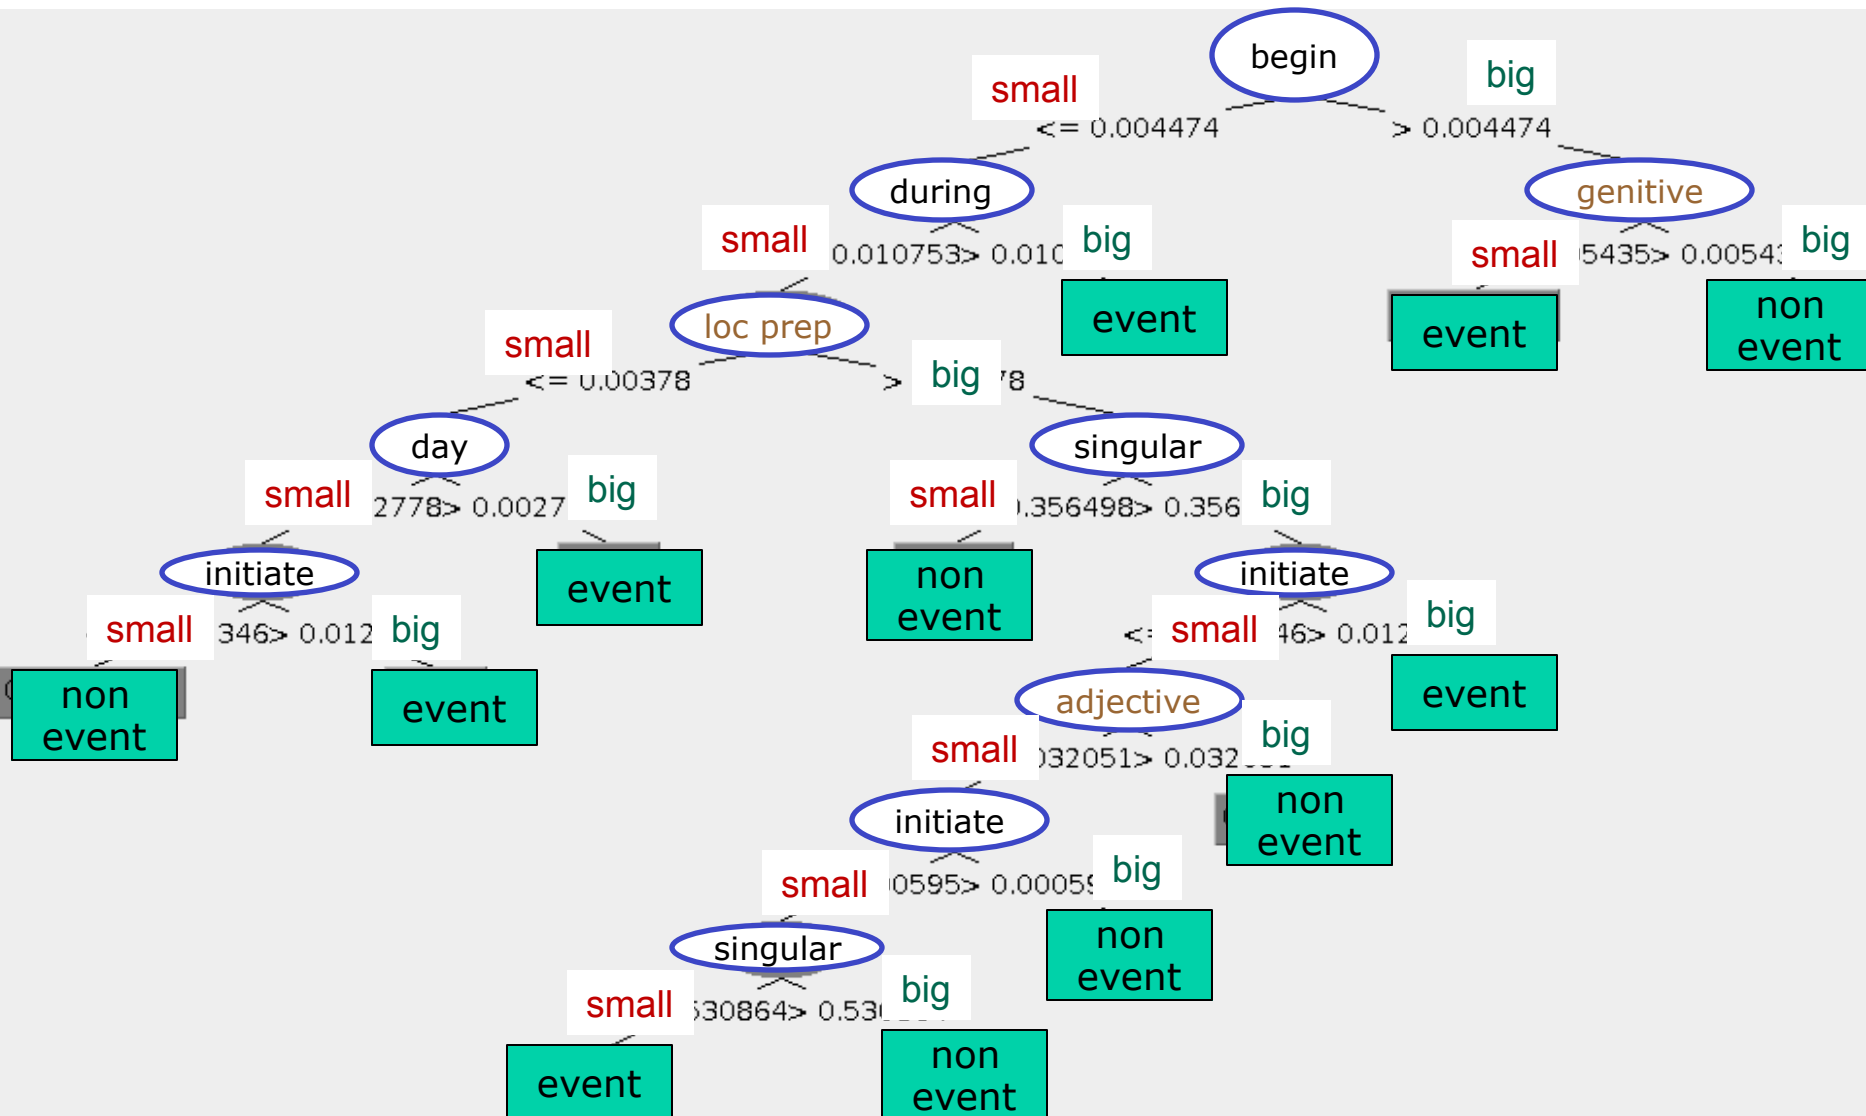 begin
small
big
<= 0.004474
> 0.004474
during
genitive
small
0.010753> 0.010
big
small
5435> 0.0054
big
event
non
event
event
loc prep
small
<= 0.00378
>
big
78
day
singular
small
2778> 0.0027
big
small
.356498> 0.356
big
initiate
event
non
event
initiate
small
346> 0.012
big
<=
small
46> 0.012
big
non
event
event
event
adjective
small
032051> 0.032
big
initiate
non
event
small
00595> 0.0005
big
singular
non
event
small
530864> 0.53
big
event
non
event